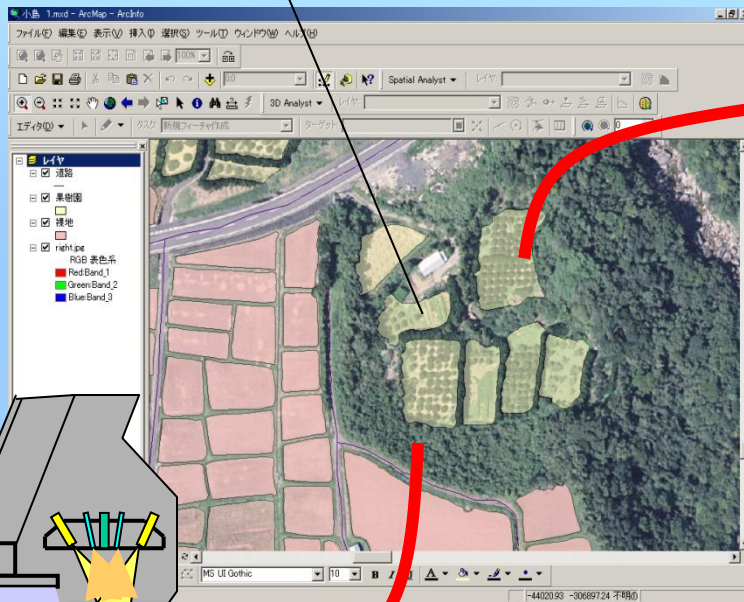 小島 1.mxd - ArcMap - ArcInfo
ファイル(F) 編集(E) 表示(V) 挿入(I) 選択(S) ツール(T) ウィンドウ(W) ヘルプ(H)
100%
Spatial Analyst レイヤ:
3D Analyst レイヤ:
エディタ(D) タスク: 新規フィーチャ作成 ターゲット: 0
レイヤ
道路
果樹園
裸地
right.jpg
RGB 表色系
Red:Band_1
Green:Band_2
Blue:Band_3
MS UI Gothic 10 B I A
-44020.93 -306897.24 不明の